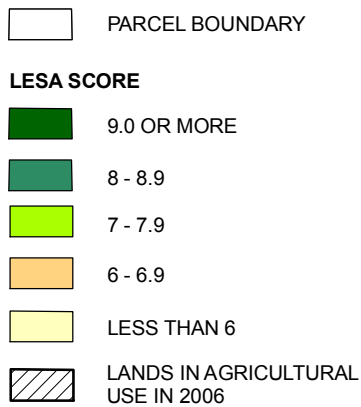 PARCEL BOUNDARY
LESA SCORE
9.0 OR MORE
8 - 8.9
7 - 7.9
6 - 6.9
LESS THAN 6
LANDS IN AGRICULTURAL
USE IN 2006